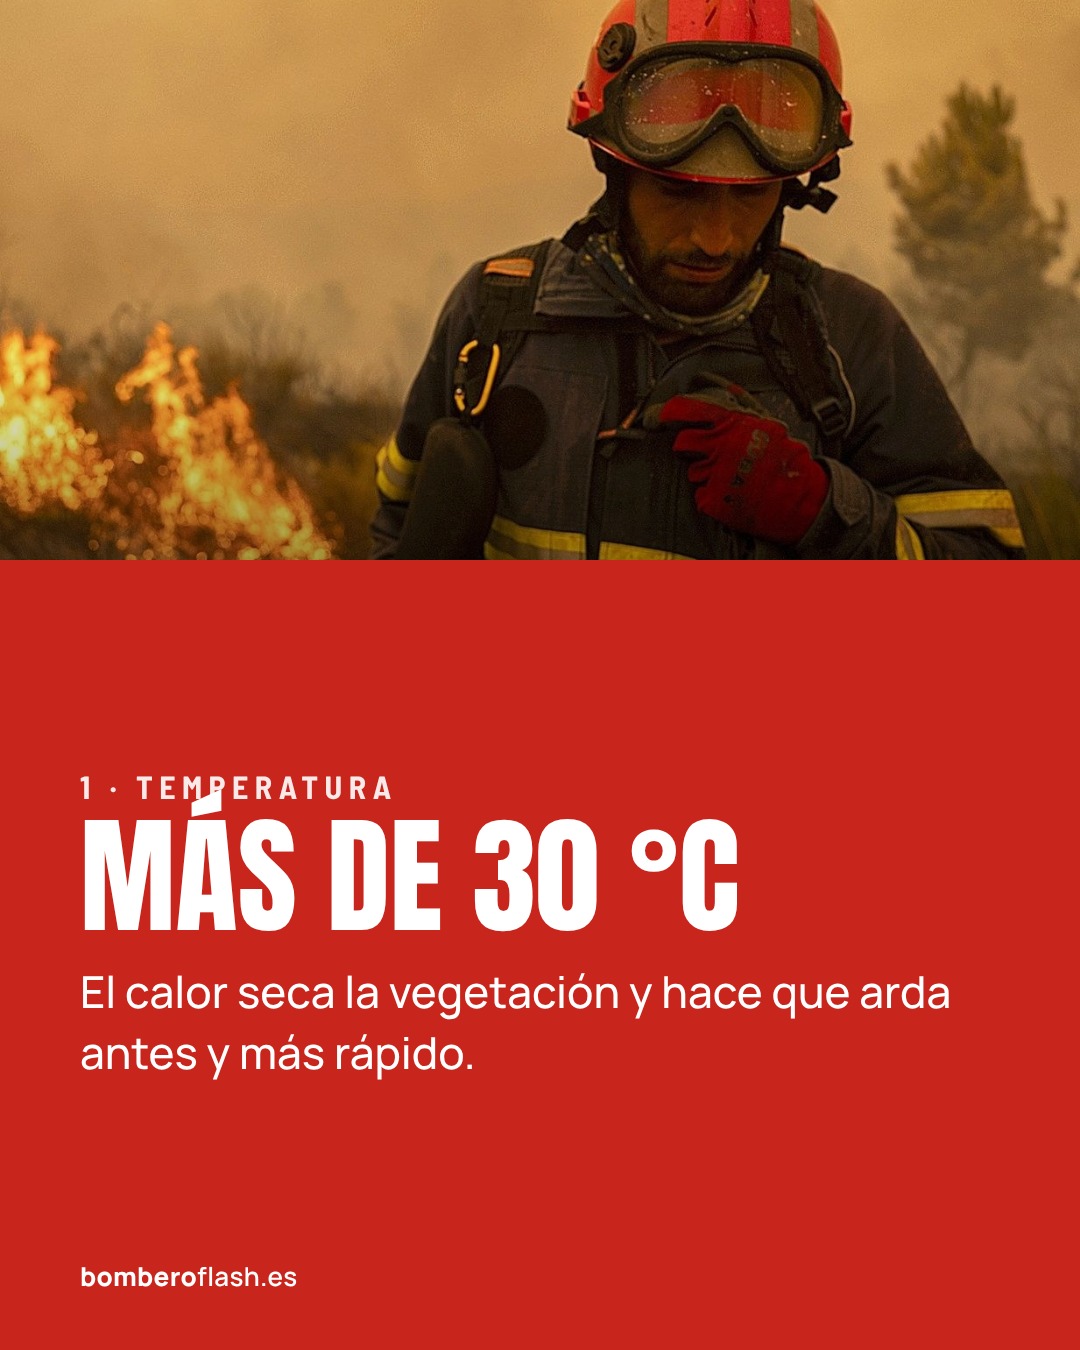 1 · TEMPERATURA
MÁS DE 30 °C
El calor seca la vegetación y hace que arda
antes y más rápido.
bomberoflash.es